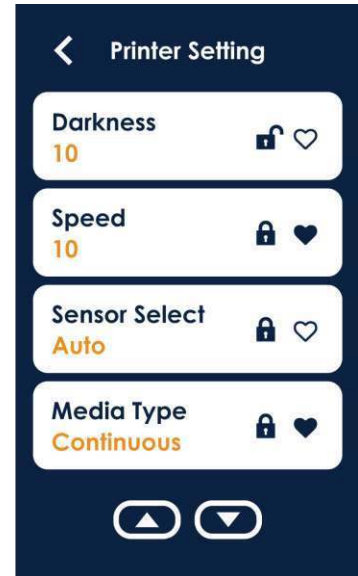 Printer Setting
Darkness
10
Speed
10
Sensor Select
Auto
Media Type
Continuous